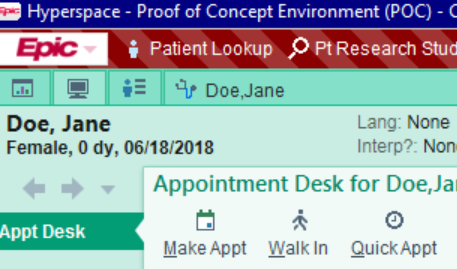 Epic Hyperspace - Proof of Concept Environment (POC) -
Epic Patient Lookup Pt Research Stud
Doe,Jane
Doe, Jane
Lang: None
Female, 0 dy, 06/18/2018
Interp?: Non
Appointment Desk for Doe,Ja
Appt Desk
Make Appt Walk In Quick Appt